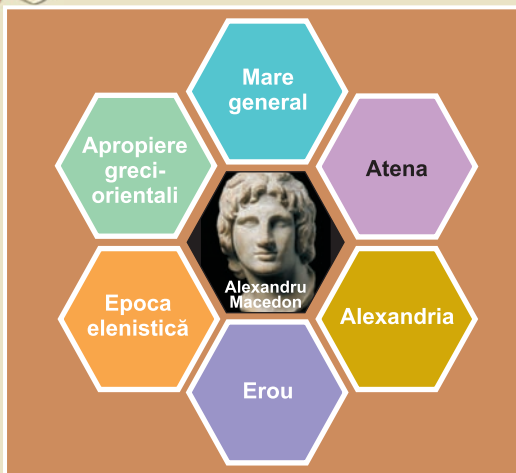 Mare
general
Apropiere
greci-
orientali
Atena
Alexandru
Macedon
Epoca
elenistică
Alexandria
Erou